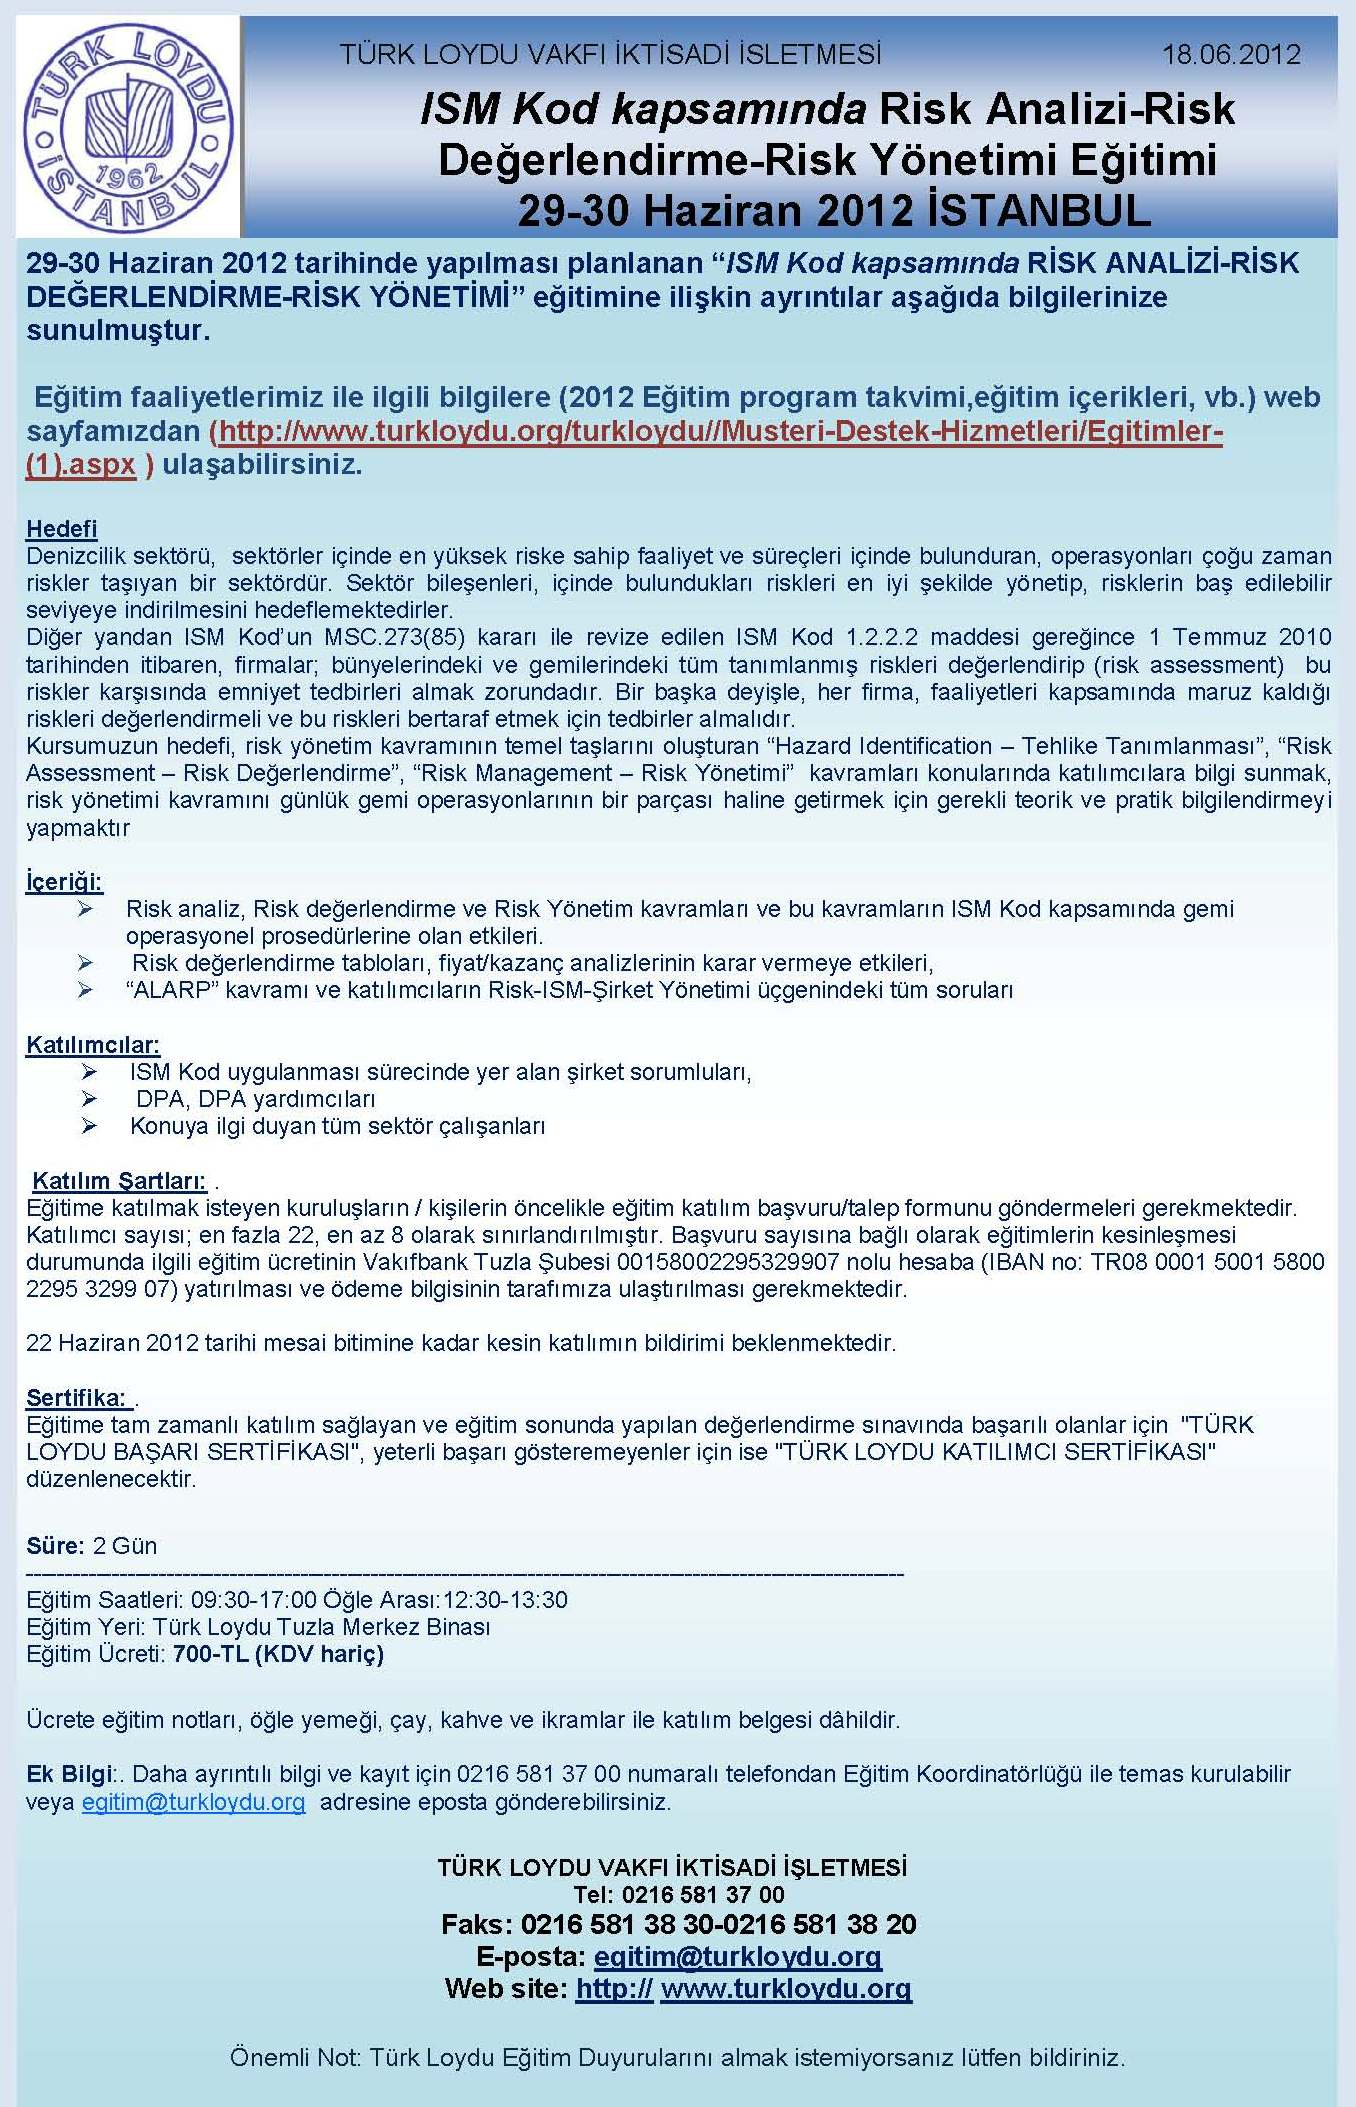 TÜRK LOYDU
1962
İSTANBUL
TÜRK LOYDU VAKFI İKTİSADİ İSLETMESİ 18.06.2012
ISM Kod kapsamında Risk Analizi-Risk
Değerlendirme-Risk Yönetimi Eğitimi
29-30 Haziran 2012 İSTANBUL
29-30 Haziran 2012 tarihinde yapılması planlanan “ISM Kod kapsamında RİSK ANALİZİ-RİSK
DEĞERLENDİRME-RİSK YÖNETİMİ” eğitimine ilişkin ayrıntılar aşağıda bilgilerinize
sunulmuştur.
Eğitim faaliyetlerimiz ile ilgili bilgilere (2012 Eğitim program takvimi,eğitim içerikleri, vb.) web
sayfamızdan (http://www.turkloydu.org/turkloydu//Musteri-Destek-Hizmetleri/Egitimler-
(1).aspx ) ulaşabilirsiniz.
Hedefi
Denizcilik sektörü, sektörler içinde en yüksek riske sahip faaliyet ve süreçleri içinde bulunduran, operasyonları çoğu zaman
riskler taşıyan bir sektördür. Sektör bileşenleri, içinde bulundukları riskleri en iyi şekilde yönetip, risklerin baş edilebilir
seviyeye indirilmesini hedeflemektedirler.
Diğer yandan ISM Kod’un MSC.273(85) kararı ile revize edilen ISM Kod 1.2.2.2 maddesi gereğince 1 Temmuz 2010
tarihinden itibaren, firmalar; bünyelerindeki ve gemilerindeki tüm tanımlanmış riskleri değerlendirip (risk assessment) bu
riskler karşısında emniyet tedbirleri almak zorundadır. Bir başka deyişle, her firma, faaliyetleri kapsamında maruz kaldığı
riskleri değerlendirmeli ve bu riskleri bertaraf etmek için tedbirler almalıdır.
Kursumuzun hedefi, risk yönetim kavramının temel taşlarını oluşturan “Hazard Identification – Tehlike Tanımlanması”, “Risk
Assessment – Risk Değerlendirme”, “Risk Management – Risk Yönetimi” kavramları konularında katılımcılara bilgi sunmak,
risk yönetimi kavramını günlük gemi operasyonlarının bir parçası haline getirmek için gerekli teorik ve pratik bilgilendirmeyi
yapmaktır
İçeriği:
➢ Risk analiz, Risk değerlendirme ve Risk Yönetim kavramları ve bu kavramların ISM Kod kapsamında gemi
operasyonel prosedürlerine olan etkileri.
➢ Risk değerlendirme tabloları, fiyat/kazanç analizlerinin karar vermeye etkileri,
➢ “ALARP” kavramı ve katılımcıların Risk-ISM-Şirket Yönetimi üçgenindeki tüm soruları
Katılımcılar:
➢ ISM Kod uygulanması sürecinde yer alan şirket sorumluları,
➢ DPA, DPA yardımcıları
➢ Konuya ilgi duyan tüm sektör çalışanları
Katılım Şartları: .
Eğitime katılmak isteyen kuruluşların / kişilerin öncelikle eğitim katılım başvuru/talep formunu göndermeleri gerekmektedir.
Katılımcı sayısı; en fazla 22, en az 8 olarak sınırlandırılmıştır. Başvuru sayısına bağlı olarak eğitimlerin kesinleşmesi
durumunda ilgili eğitim ücretinin Vakıfbank Tuzla Şubesi 00158002295329907 nolu hesaba (IBAN no: TR08 0001 5001 5800
2295 3299 07) yatırılması ve ödeme bilgisinin tarafımıza ulaştırılması gerekmektedir.
22 Haziran 2012 tarihi mesai bitimine kadar kesin katılımın bildirimi beklenmektedir.
Sertifika: .
Eğitime tam zamanlı katılım sağlayan ve eğitim sonunda yapılan değerlendirme sınavında başarılı olanlar için "TÜRK
LOYDU BAŞARI SERTİFİKASI", yeterli başarı gösteremeyenler için ise "TÜRK LOYDU KATILIMCI SERTİFİKASI"
düzenlenecektir.
Süre: 2 Gün
--------------------------------------------------------------------------------------------------------------
Eğitim Saatleri: 09:30-17:00 Öğle Arası:12:30-13:30
Eğitim Yeri: Türk Loydu Tuzla Merkez Binası
Eğitim Ücreti: 700-TL (KDV hariç)
Ücrete eğitim notları, öğle yemeği, çay, kahve ve ikramlar ile katılım belgesi dâhildir.
Ek Bilgi:. Daha ayrıntılı bilgi ve kayıt için 0216 581 37 00 numaralı telefondan Eğitim Koordinatörlüğü ile temas kurulabilir
veya egitim@turkloydu.org adresine eposta gönderebilirsiniz.
TÜRK LOYDU VAKFI İKTİSADİ İŞLETMESİ
Tel: 0216 581 37 00
Faks: 0216 581 38 30-0216 581 38 20
E-posta: egitim@turkloydu.org
Web site: http:// www.turkloydu.org
Önemli Not: Türk Loydu Eğitim Duyurularını almak istemiyorsanız lütfen bildiriniz.